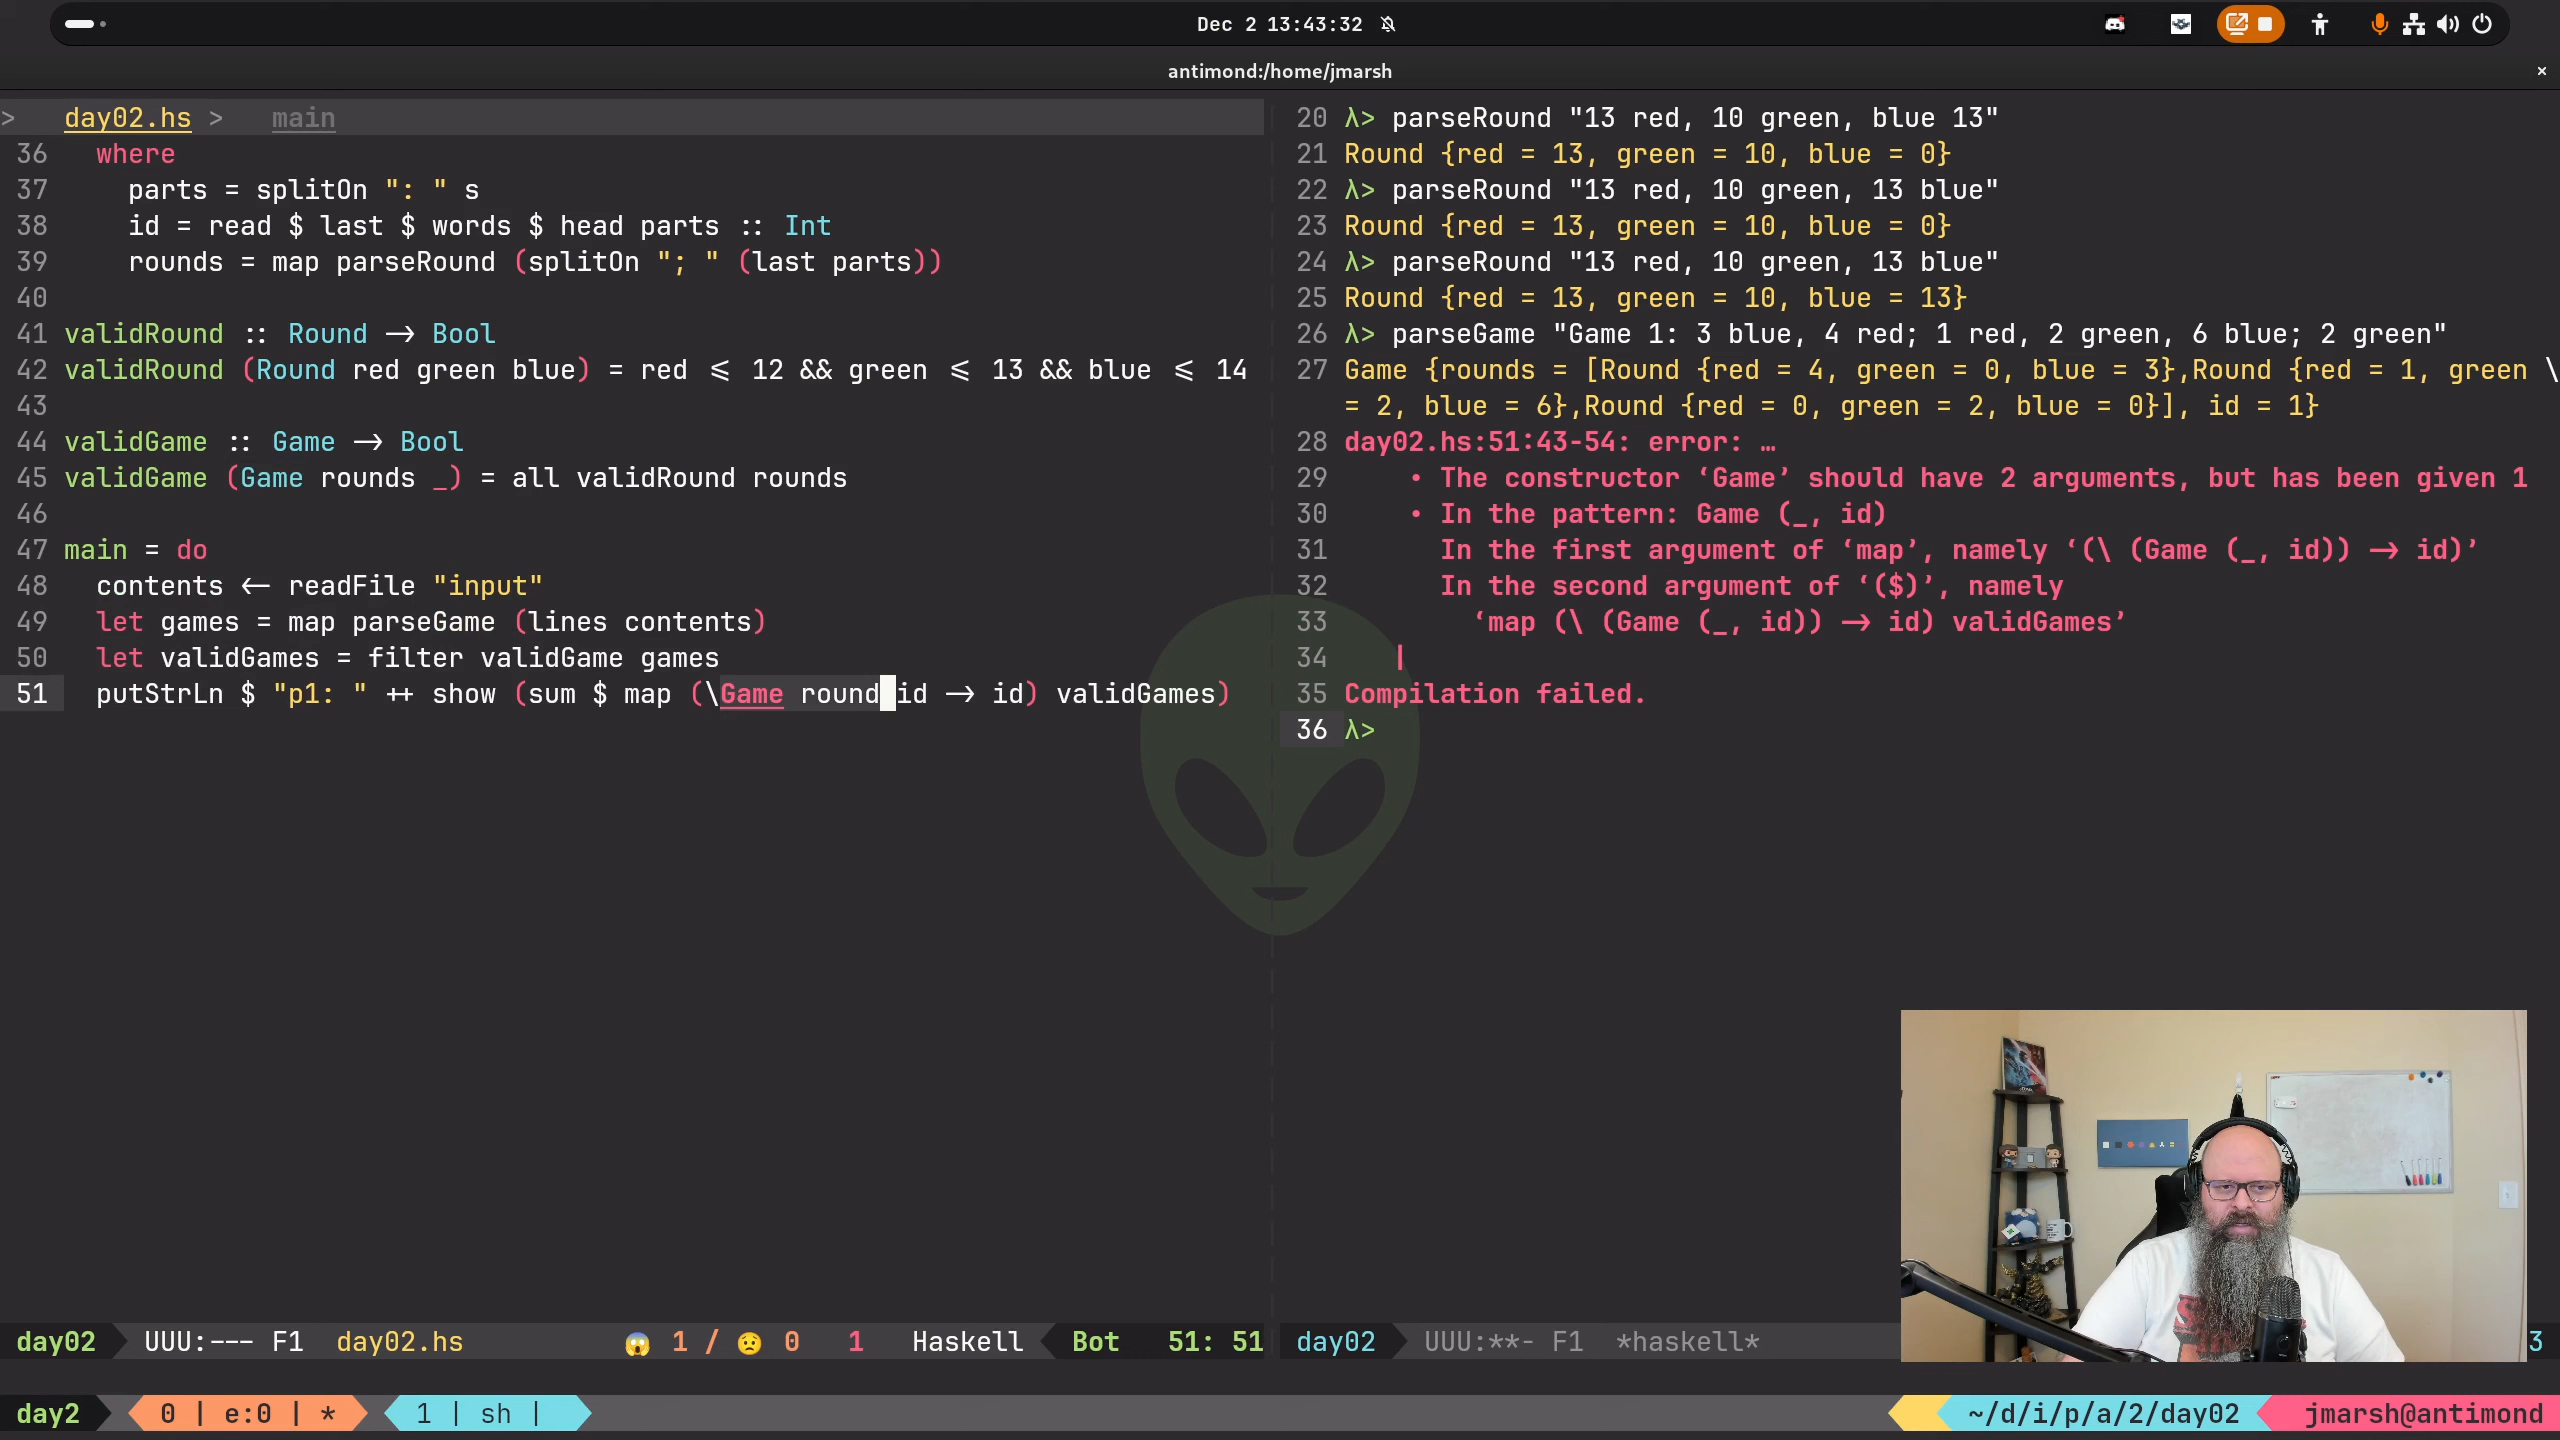 Dec 2 13:43:32
antimond:/home/jmarsh
×
> day02.hs > main
36 where
37 parts = splitOn ": " s
38 id = read $ last $ words $ head parts :: Int
39 rounds = map parseRound (splitOn "; " (last parts))
40
41 validRound :: Round -> Bool
42 validRound (Round red green blue) = red <= 12 && green <= 13 && blue <= 14
43
44 validGame :: Game -> Bool
45 validGame (Game rounds _) = all validRound rounds
46
47 main = do
48 contents <- readFile "input"
49 let games = map parseGame (lines contents)
50 let validGames = filter validGame games
51 putStrLn $ "p1: " ++ show (sum $ map (\Game round id -> id) validGames)
20 λ> parseRound "13 red, 10 green, blue 13"
21 Round {red = 13, green = 10, blue = 0}
22 λ> parseRound "13 red, 10 green, 13 blue"
23 Round {red = 13, green = 10, blue = 0}
24 λ> parseRound "13 red, 10 green, 13 blue"
25 Round {red = 13, green = 10, blue = 13}
26 λ> parseGame "Game 1: 3 blue, 4 red; 1 red, 2 green, 6 blue; 2 green"
27 Game {rounds = [Round {red = 4, green = 0, blue = 3},Round {red = 1, green \
= 2, blue = 6},Round {red = 0, green = 2, blue = 0}], id = 1}
28 day02.hs:51:43-54: error: …
29 • The constructor ‘Game’ should have 2 arguments, but has been given 1
30 • In the pattern: Game (_, id)
31 In the first argument of ‘map’, namely ‘(\ (Game (_, id)) -> id)’
32 In the second argument of ‘($)’, namely
33 ‘map (\ (Game (_, id)) -> id) validGames’
34 |
35 Compilation failed.
36 λ>
day02 UUU:--- F1 day02.hs 😱 1 / 😟 0 1 Haskell Bot 51: 51
day02 UUU:**- F1 *haskell* 3
day2 0 | e:0 | * 1 | sh | ~/d/i/p/a/2/day02 jmarsh@antimond